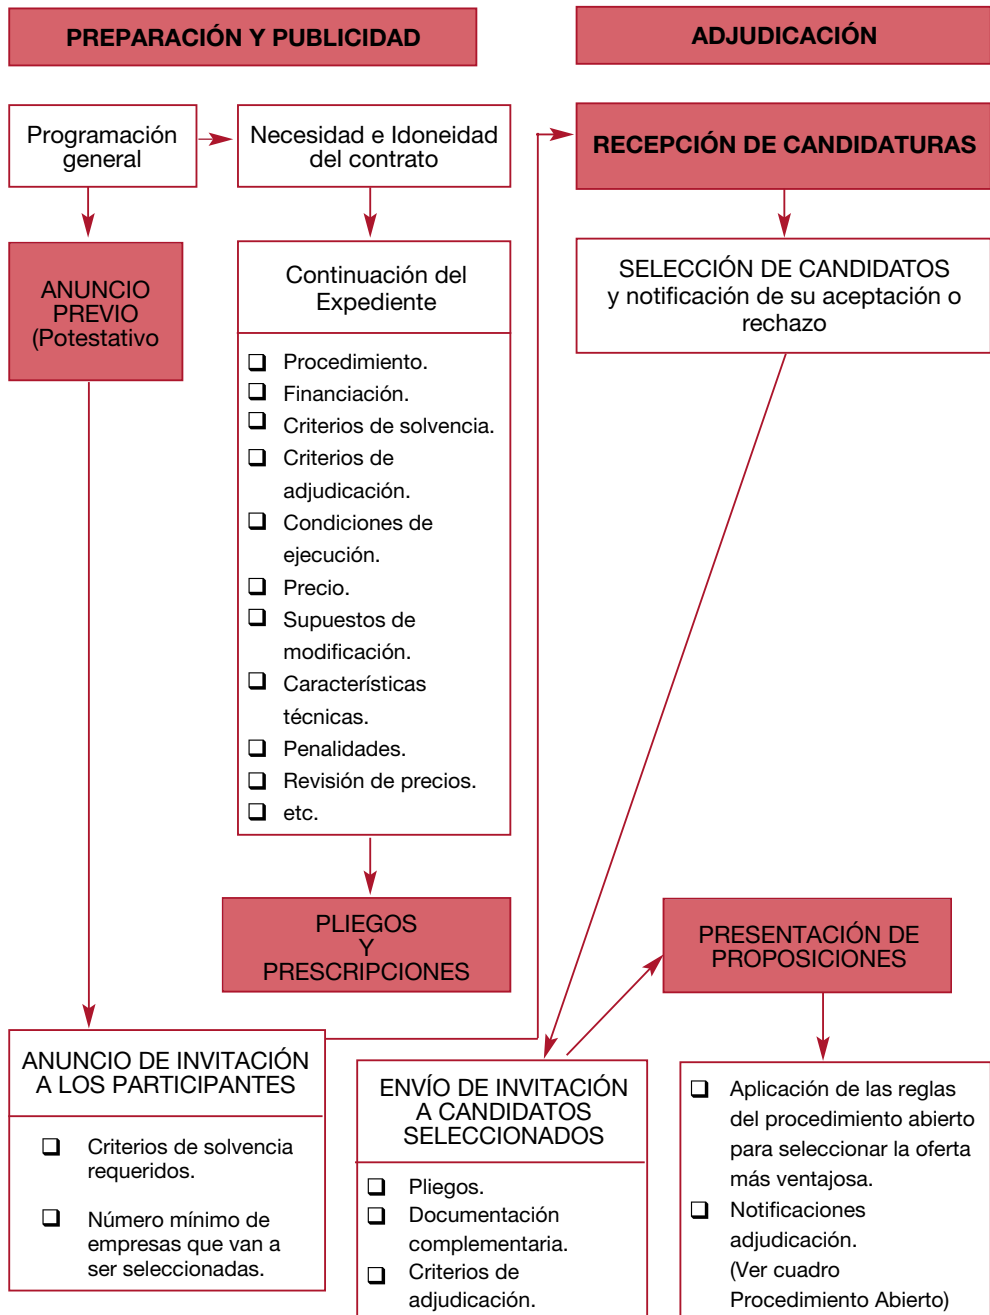 PREPARACIÓN Y PUBLICIDAD
Programación
general
Necesidad e Idoneidad
del contrato
ANUNCIO
PREVIO
(Potestativo
Continuación del
Expediente
❑ Procedimiento.
❑ Financiación.
❑ Criterios de solvencia.
❑ Criterios de
adjudicación.
❑ Condiciones de
ejecución.
❑ Precio.
❑ Supuestos de
modificación.
❑ Características
técnicas.
❑ Penalidades.
❑ Revisión de precios.
❑ etc.
PLIEGOS
Y
PRESCRIPCIONES
ANUNCIO DE INVITACIÓN
A LOS PARTICIPANTES
❑ Criterios de solvencia
requeridos.
❑ Número mínimo de
empresas que van a
ser seleccionadas.
ADJUDICACIÓN
RECEPCIÓN DE CANDIDATURAS
SELECCIÓN DE CANDIDATOS
y notificación de su aceptación o
rechazo
ENVÍO DE INVITACIÓN
A CANDIDATOS
SELECCIONADOS
❑ Pliegos.
❑ Documentación
complementaria.
❑ Criterios de
adjudicación.
PRESENTACIÓN DE
PROPOSICIONES
❑ Aplicación de las reglas
del procedimiento abierto
para seleccionar la oferta
más ventajosa.
❑ Notificaciones
adjudicación.
(Ver cuadro
Procedimiento Abierto)